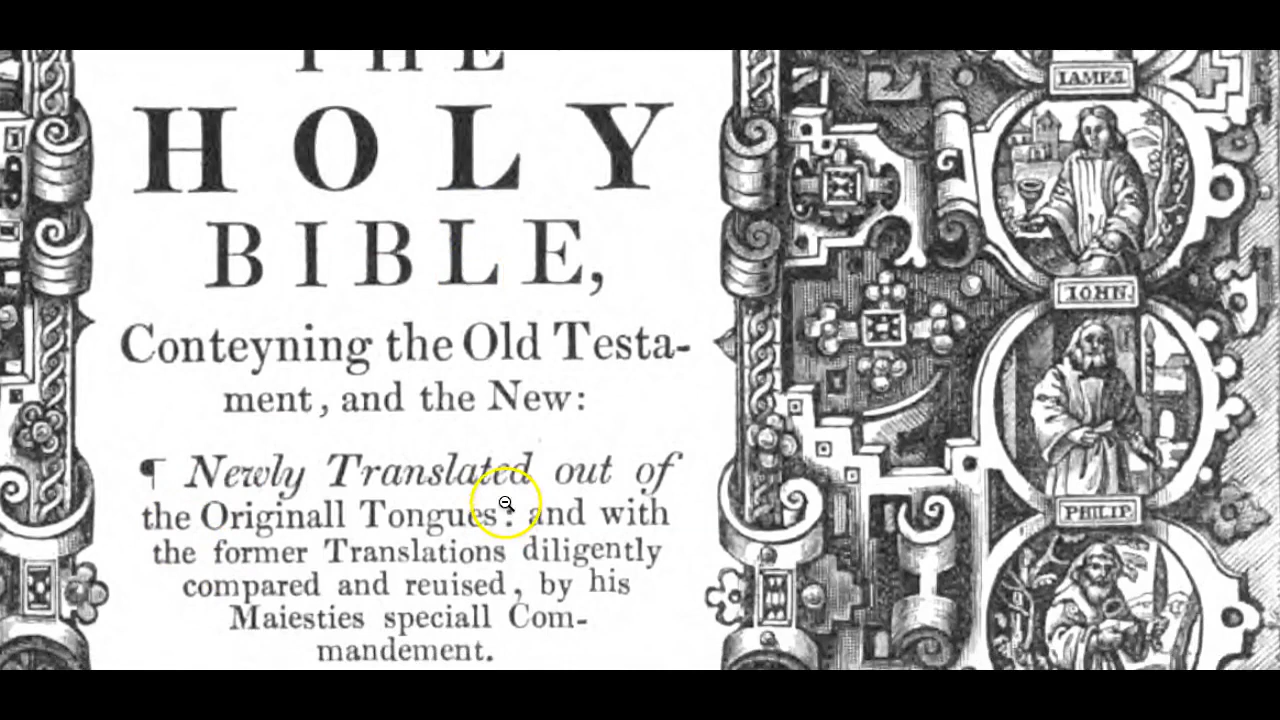 THE
HOLY
BIBLE,
Conteyning the Old Testa-
ment, and the New:
¶ Newly Translated out of
the Originall Tongues: and with
the former Translations diligently
compared and reuised, by his
Maiesties speciall Com-
mandement.
IAMES.
IOHN.
PHILIP